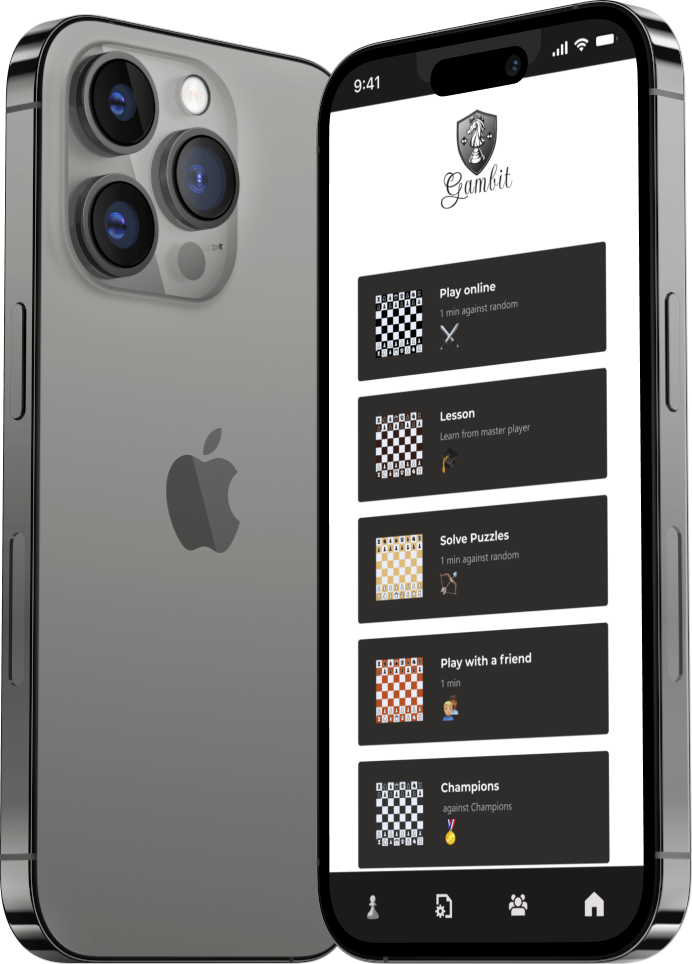 9:41
Gambit
Play online
1 min against random
Lesson
Learn from master player
Solve Puzzles
1 min against random
Play with a friend
1 min
Champions
against Champions